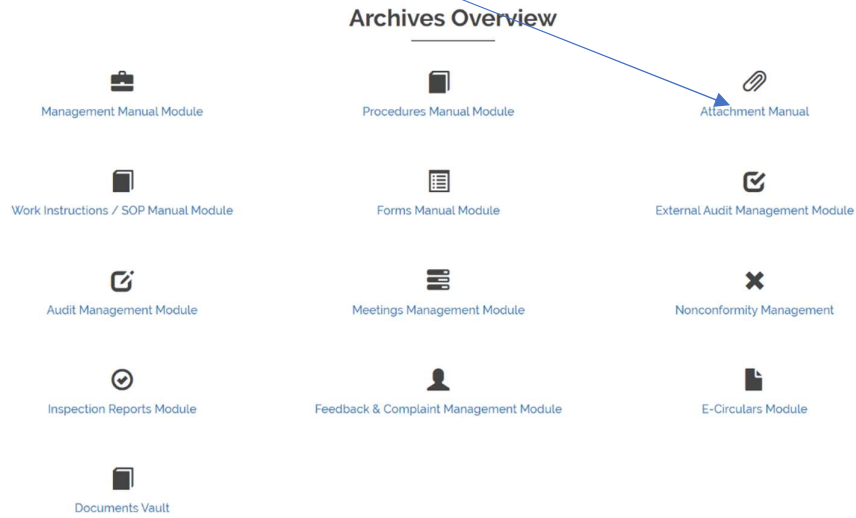 Archives Overview
Management Manual Module
Procedures Manual Module
Attachment Manual
Work Instructions / SOP Manual Module
Forms Manual Module
External Audit Management Module
Audit Management Module
Meetings Management Module
Nonconformity Management
Inspection Reports Module
Feedback & Complaint Management Module
E-Circulars Module
Documents Vault